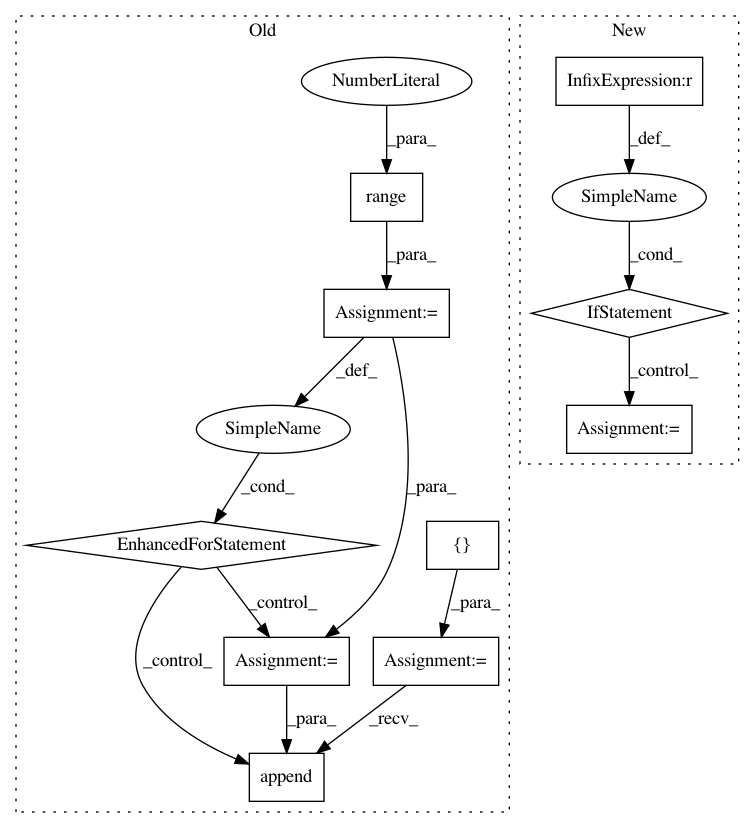 Old
New
NumberLiteral
InfixExpression:r
_para_
_def_
range
SimpleName
_para_
_cond_
Assignment:=
IfStatement
_def_
_control_
SimpleName
Assignment:=
_cond_
_para_
EnhancedForStatement
{}
_control_
_para_
_control_
Assignment:=
Assignment:=
_para_
_recv_
append